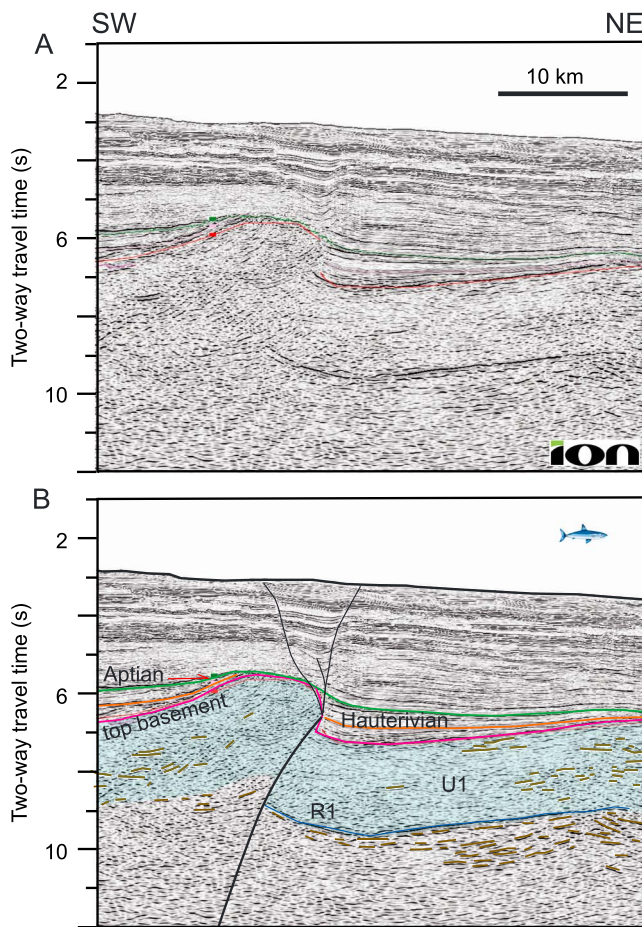 SW NE
A
10 km
2
6
10
Two-way travel time (s)
ion
B
2
6
10
Two-way travel time (s)
Aptian
top basement
Hauterivian
U1
R1